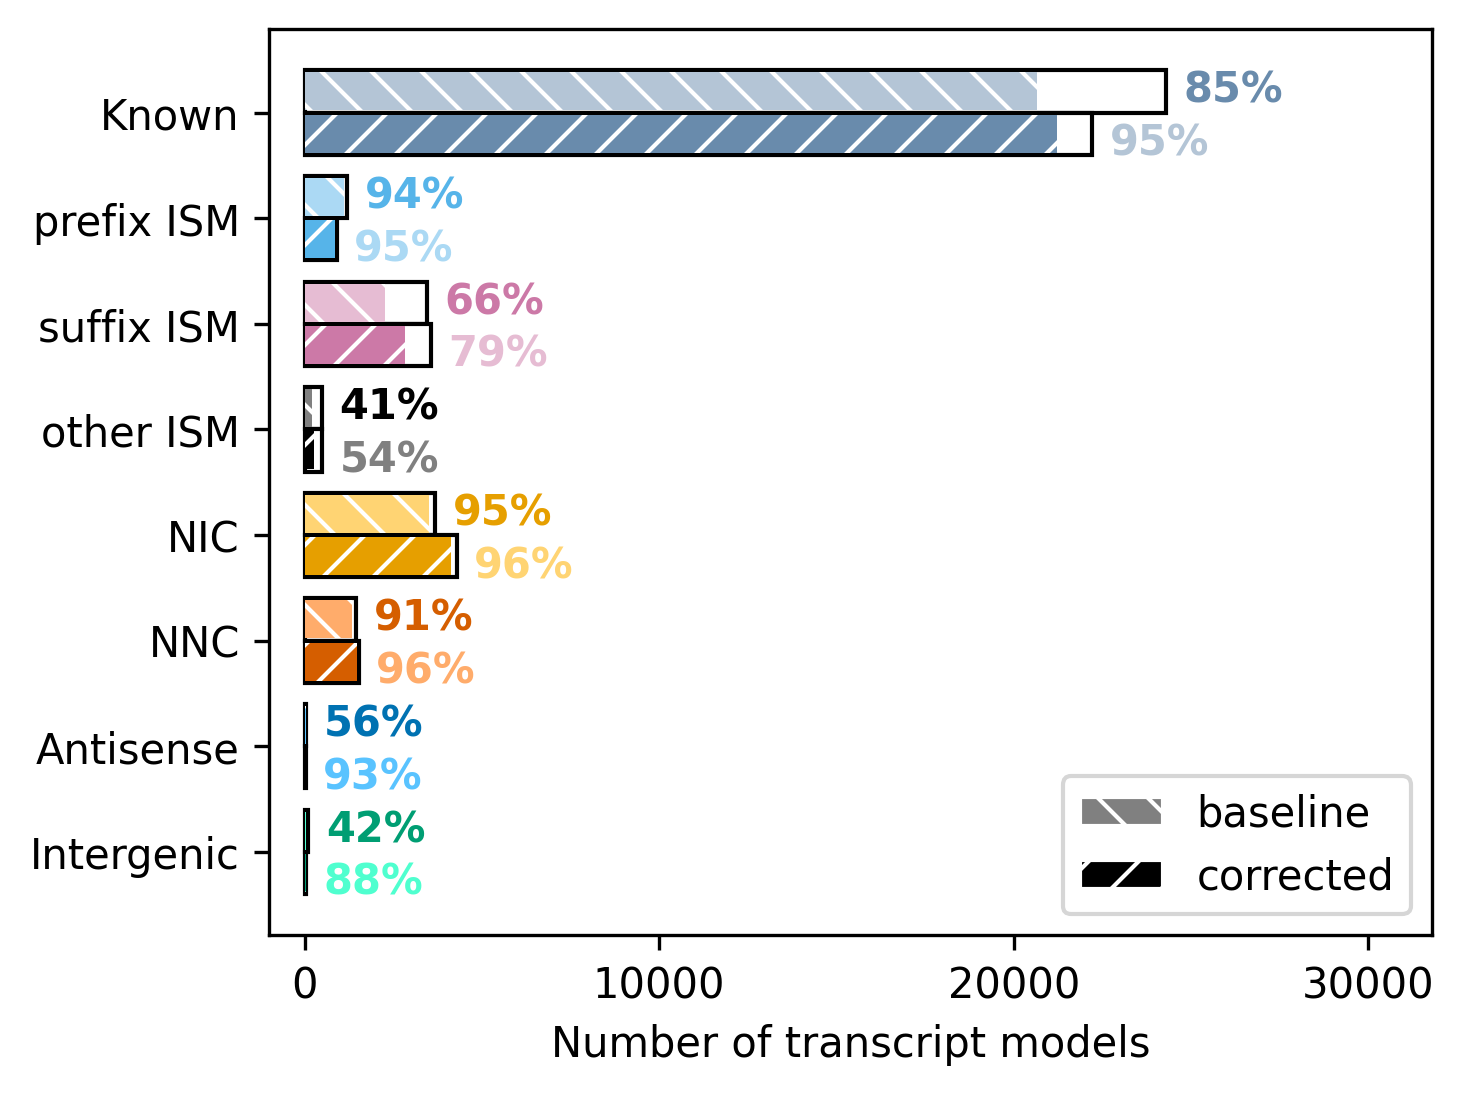 Known
85%
95%
prefix ISM
94%
95%
suffix ISM
66%
79%
other ISM
41%
54%
NIC
95%
96%
NNC
91%
96%
Antisense
56%
93%
Intergenic
42%
88%
baseline
corrected
0 10000 20000 30000
Number of transcript models